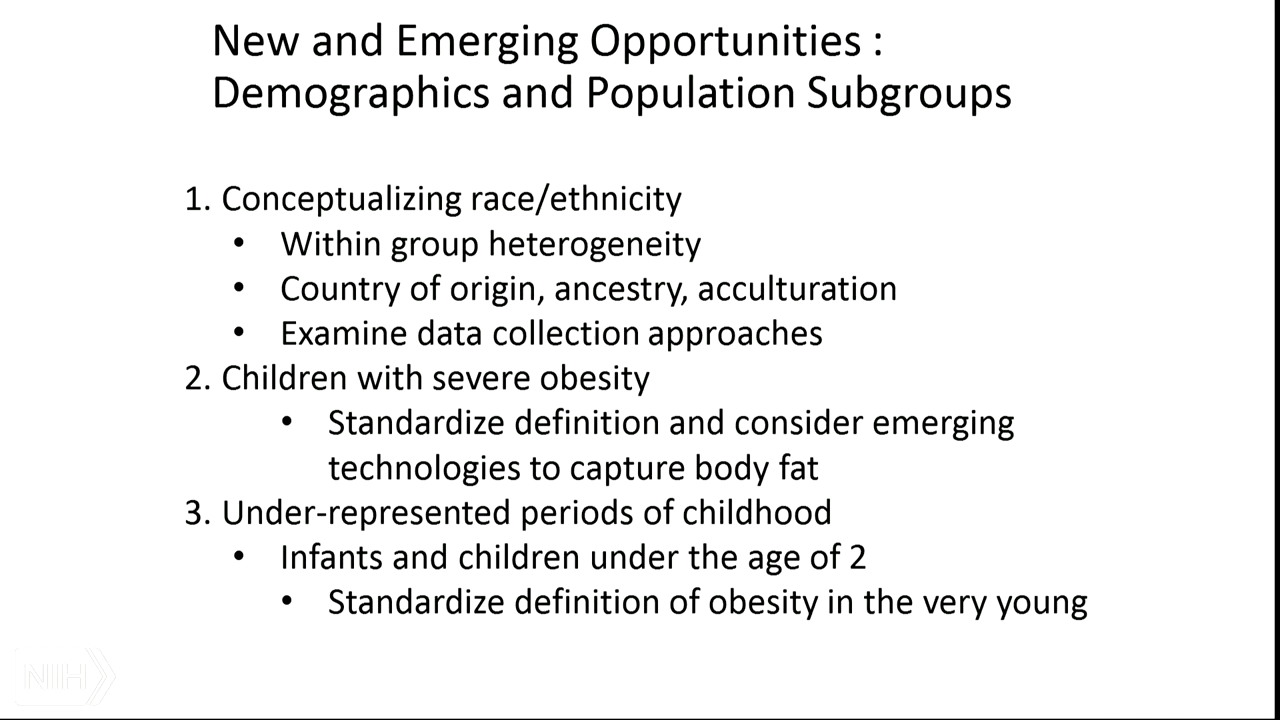 New and Emerging Opportunities :
Demographics and Population Subgroups
1. Conceptualizing race/ethnicity
• Within group heterogeneity
• Country of origin, ancestry, acculturation
• Examine data collection approaches
2. Children with severe obesity
• Standardize definition and consider emerging
technologies to capture body fat
3. Under-represented periods of childhood
• Infants and children under the age of 2
• Standardize definition of obesity in the very young
NIH